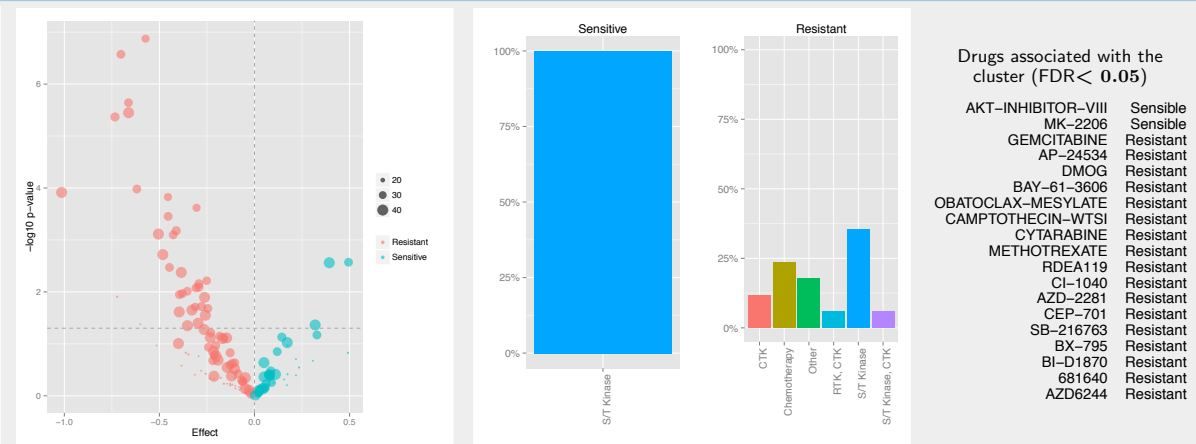 6
4
2
0
−log10 p−value
−1.0
−0.5
0.0
0.5
Effect
20
30
40
Resistant
Sensitive
Sensitive
100%
75%
50%
25%
0%
S/T Kinase
Resistant
100%
75%
50%
25%
0%
CTK
Chemotherapy
Other
RTK, CTK
S/T Kinase
S/T Kinase, CTK
Drugs associated with the
cluster (FDR< 0.05)
AKT−INHIBITOR−VIII Sensible
MK−2206 Sensible
GEMCITABINE Resistant
AP−24534 Resistant
DMOG Resistant
BAY−61−3606 Resistant
OBATOCLAX−MESYLATE Resistant
CAMPTOTHECIN−WTSI Resistant
CYTARABINE Resistant
METHOTREXATE Resistant
RDEA119 Resistant
CI−1040 Resistant
AZD−2281 Resistant
CEP−701 Resistant
SB−216763 Resistant
BX−795 Resistant
BI−D1870 Resistant
681640 Resistant
AZD6244 Resistant